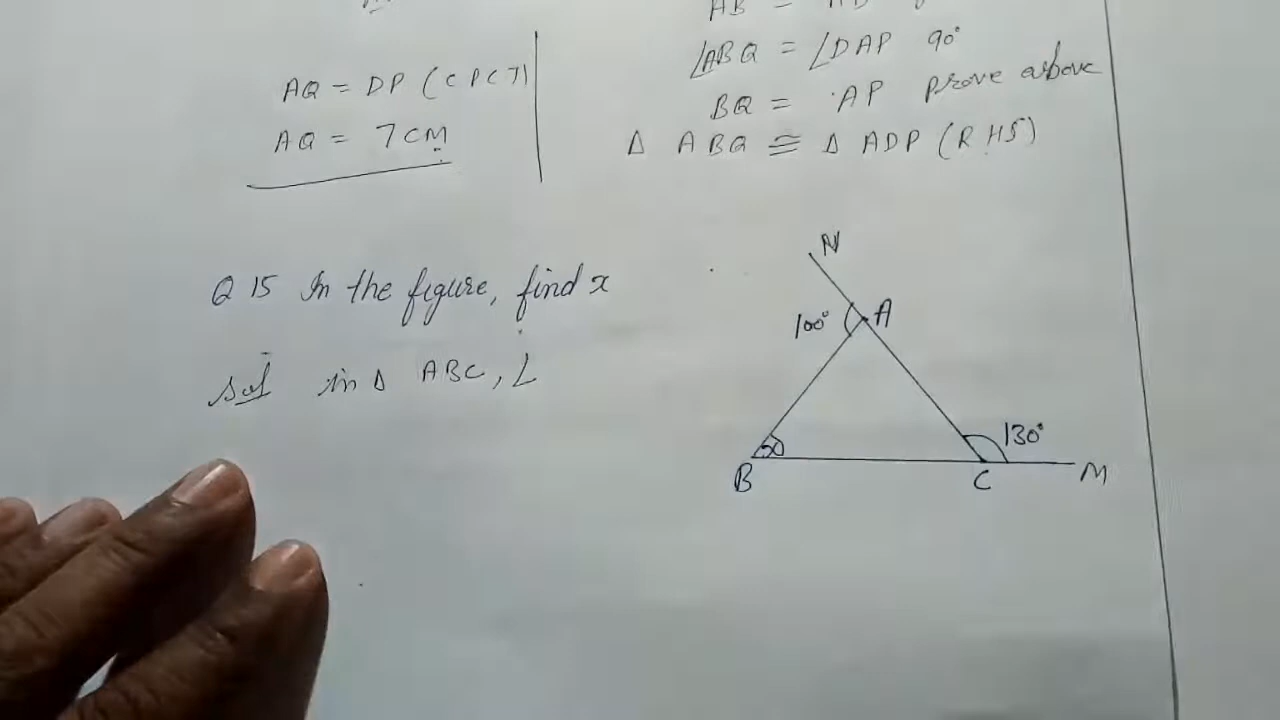 AQ = DP (CPCT)
AQ = 7CM
∠ABQ = ∠DAP 90°
BQ = AP prove above
Δ ABQ ≅ Δ ADP (RHS)
Q 15 In the figure, find x
Sol in Δ ABC, ∠
N
100°
A
130°
B
C
M